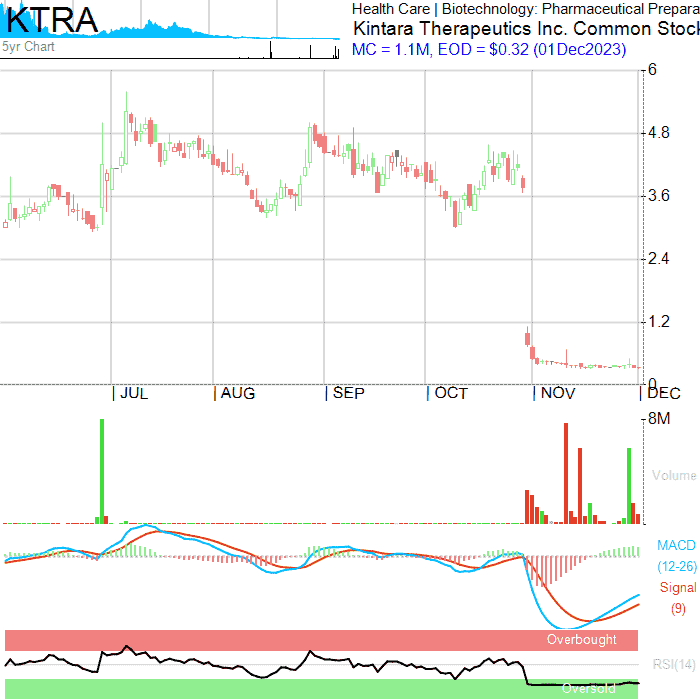 KTRA
Health Care | Biotechnology: Pharmaceutical Prepara
Kintara Therapeutics Inc. Common Stock
5yr Chart
MC = 1.1M, EOD = $0.32 (01Dec2023)
6
4.8
3.6
2.4
1.2
0
JUL AUG SEP OCT NOV DEC
8M
Volume
MACD
(12-26)
Signal
(9)
Overbought
RSI(14)
Oversold